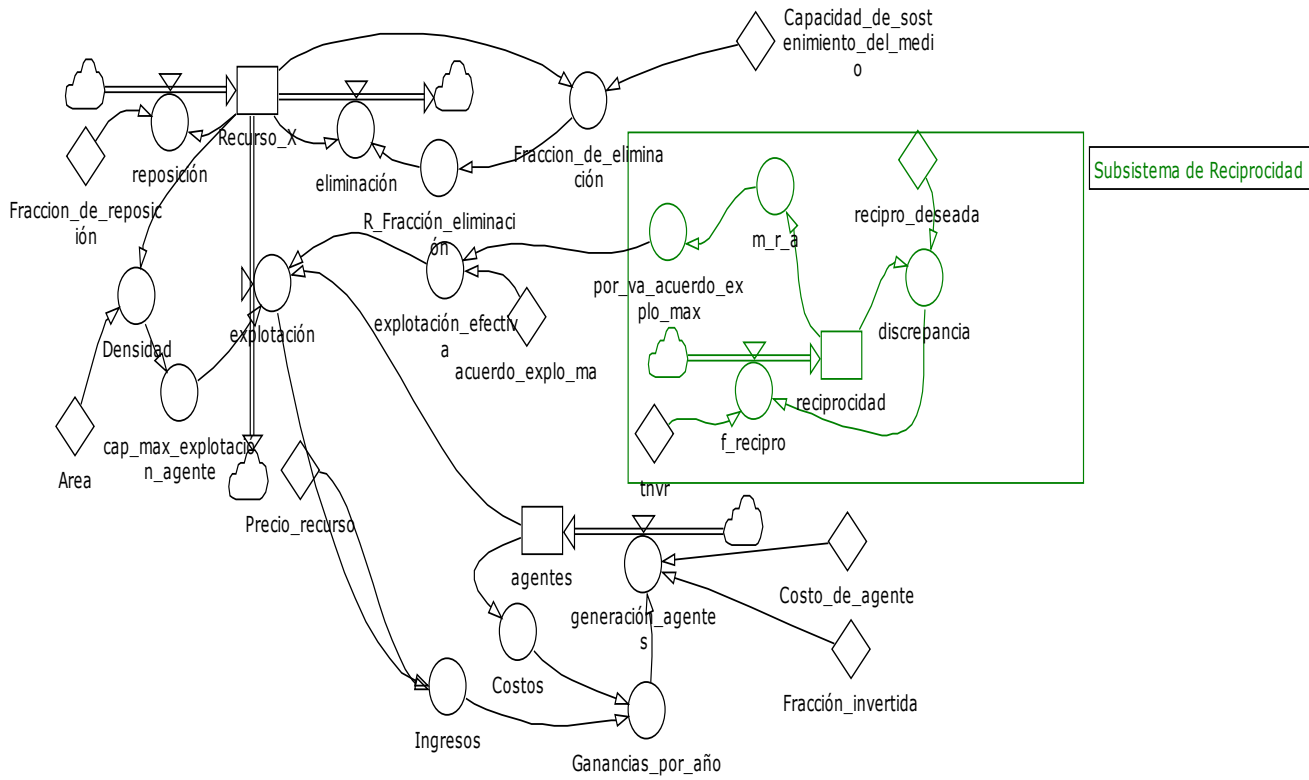 Capacidad_de_sost
enimiento_del_medi
o
Recurso_X
reposición
eliminación
Fraccion_de_elimina
ción
Subsistema de Reciprocidad
Fraccion_de_reposic
ión
R_Fracción_eliminaci
ón
m_r_a
recipro_deseada
por_va_acuerdo_ex
plo_max
explotación
explotación_efectiv
a
discrepancia
Densidad
acuerdo_explo_ma
reciprocidad
cap_max_explotacio
n_agente
f_recipro
Area
tnvr
Precio_recurso
agentes
generación_agente
s
Costo_de_agente
Costos
Fracción_invertida
Ingresos
Ganancias_por_año